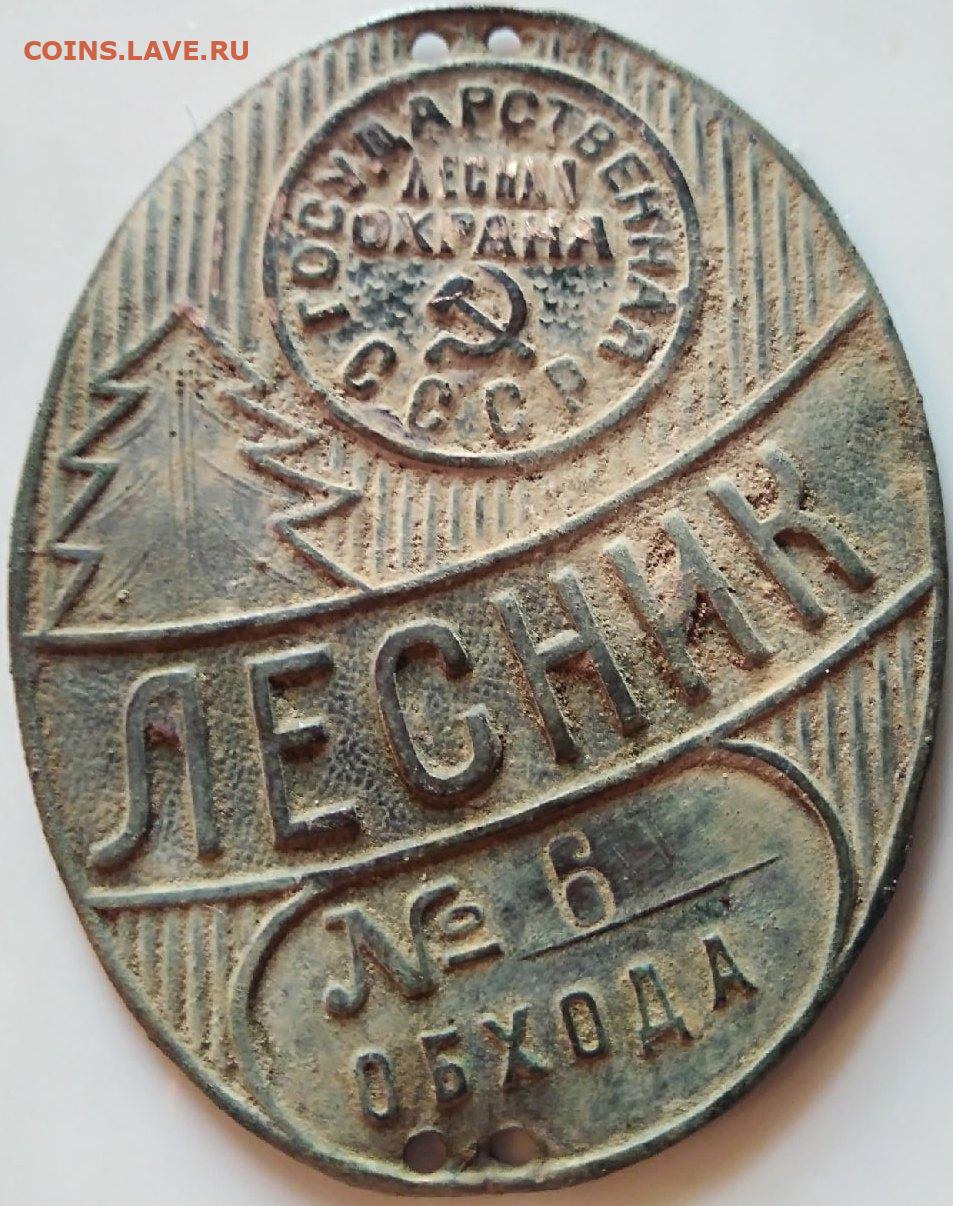 COINS.LAVE.RU
ГОСУДАРСТВЕННАЯ
ЛЕСНАЯ
ОХРАНА
СССР
ЛЕСНИК
№ 6
ОБХОДА